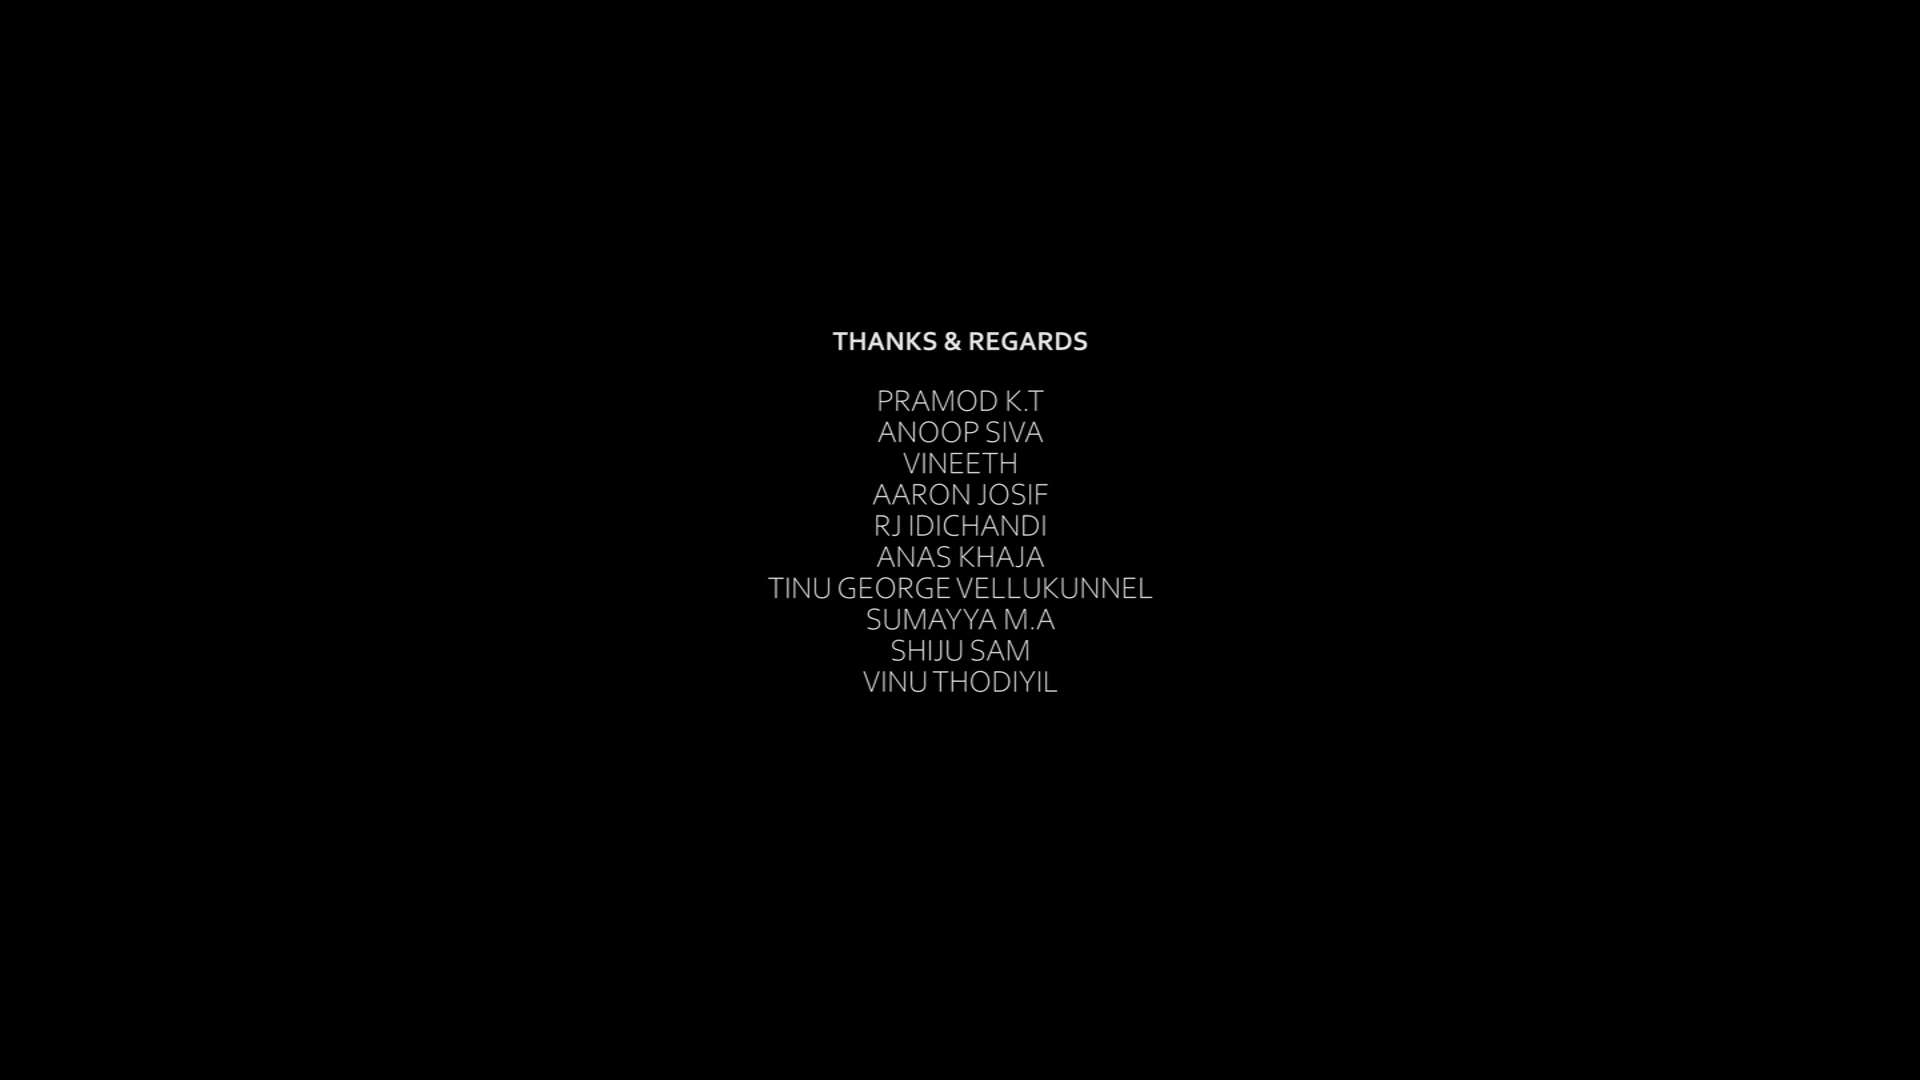 THANKS & REGARDS
PRAMOD K.T
ANOOP SIVA
VINEETH
AARON JOSIF
RJ IDICHANDI
ANAS KHAJA
TINU GEORGE VELLUKUNNEL
SUMAYYA M.A
SHIJU SAM
VINU THODIYIL